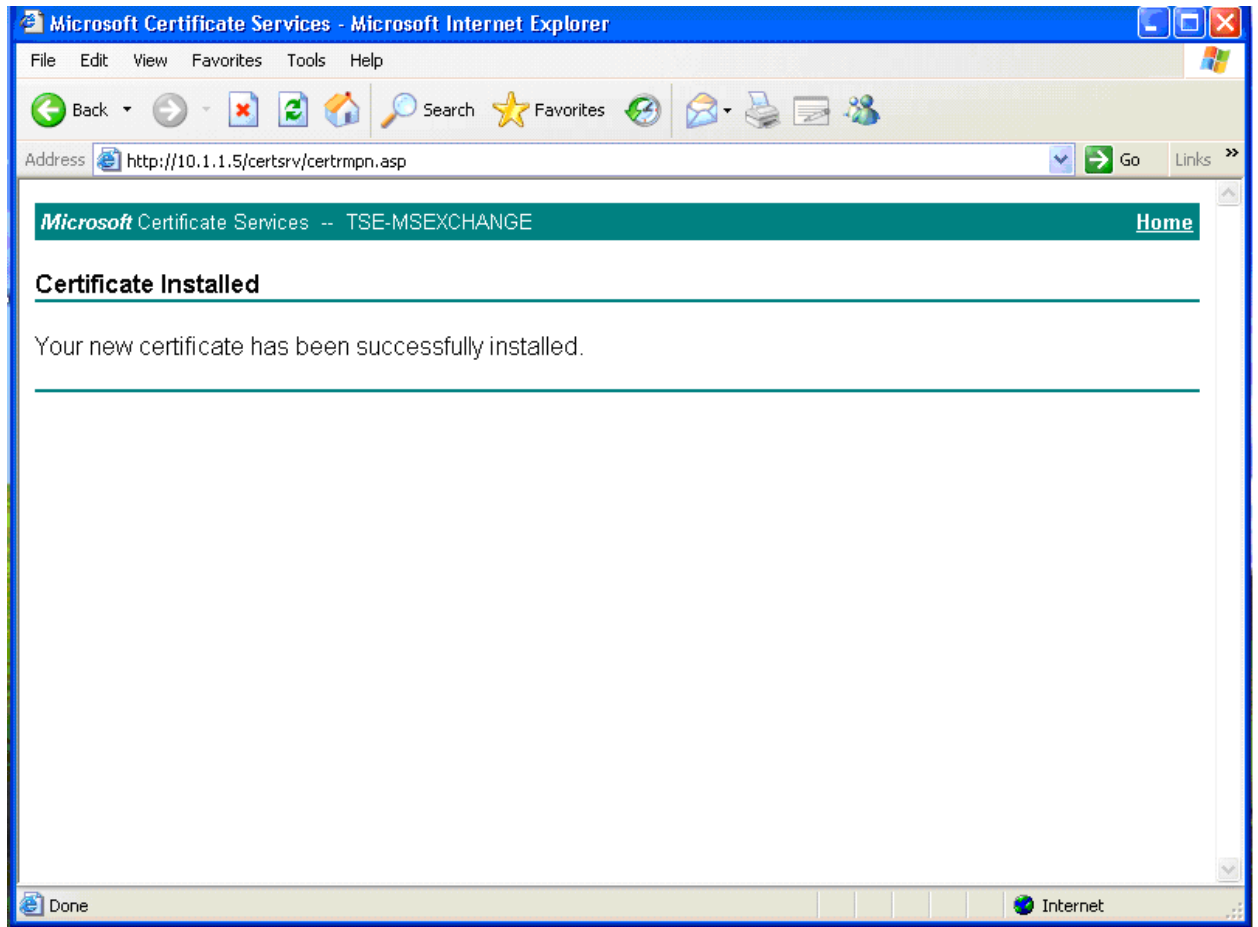 Microsoft Certificate Services - Microsoft Internet Explorer
File Edit View Favorites Tools Help
Back Search Favorites
Address http://10.1.1.5/certsrv/certrmpn.asp Go Links »
Microsoft Certificate Services -- TSE-MSEXCHANGE Home
Certificate Installed
Your new certificate has been successfully installed.
Done Internet